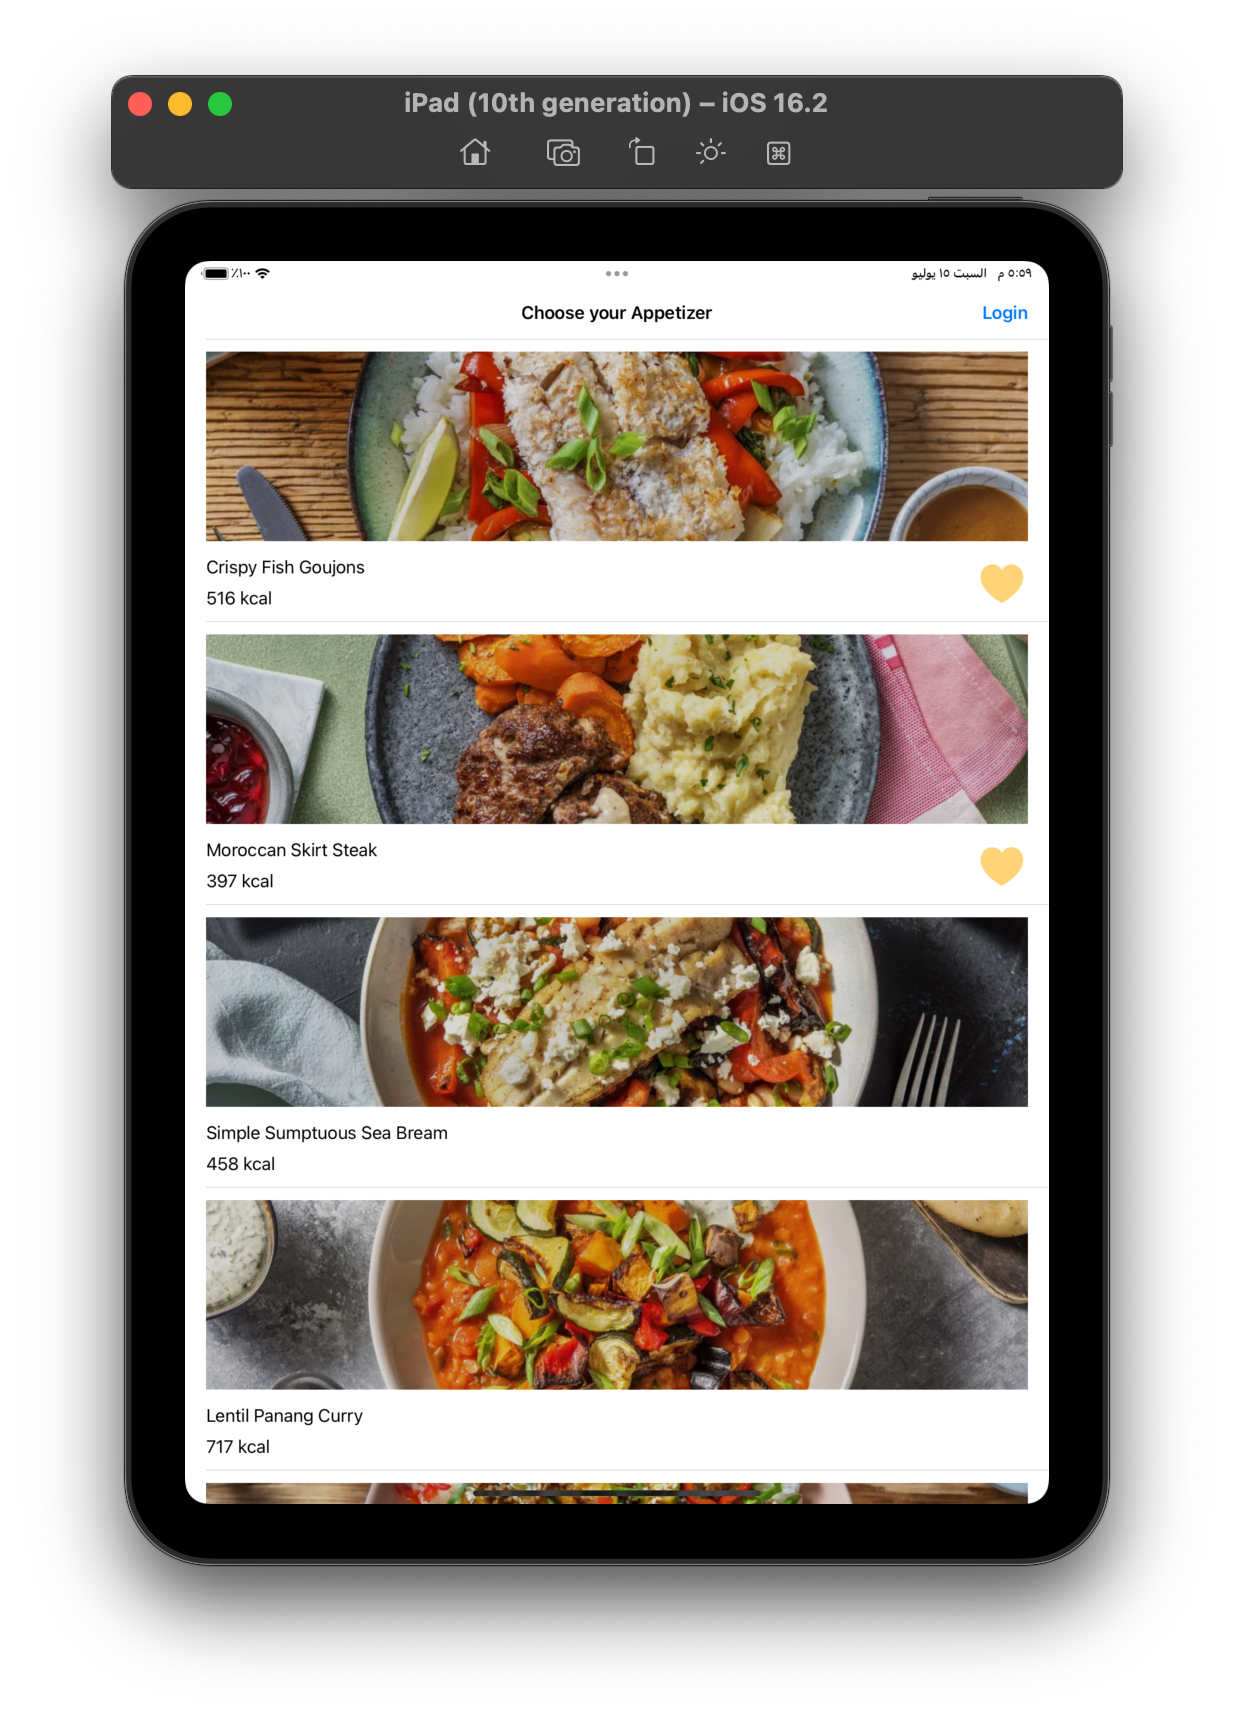 iPad (10th generation) – iOS 16.2
٥:٥٩ م السبت ١٥ يوليو
٪١٠٠
Choose your Appetizer
Login
Crispy Fish Goujons
516 kcal
Moroccan Skirt Steak
397 kcal
Simple Sumptuous Sea Bream
458 kcal
Lentil Panang Curry
717 kcal